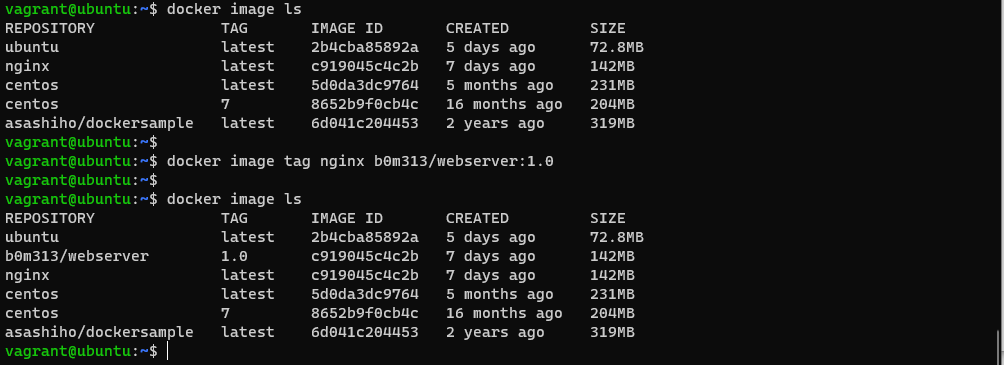 vagrant@ubuntu:~$ docker image ls
REPOSITORY              TAG       IMAGE ID       CREATED         SIZE
ubuntu                  latest    2b4cba85892a   5 days ago      72.8MB
nginx                   latest    c919045c4c2b   7 days ago      142MB
centos                  latest    5d0da3dc9764   5 months ago    231MB
centos                  7         8652b9f0cb4c   16 months ago   204MB
asashiho/dockersample   latest    6d041c204453   2 years ago     319MB
vagrant@ubuntu:~$
vagrant@ubuntu:~$ docker image tag nginx b0m313/webserver:1.0
vagrant@ubuntu:~$
vagrant@ubuntu:~$ docker image ls
REPOSITORY              TAG       IMAGE ID       CREATED         SIZE
ubuntu                  latest    2b4cba85892a   5 days ago      72.8MB
b0m313/webserver        1.0       c919045c4c2b   7 days ago      142MB
nginx                   latest    c919045c4c2b   7 days ago      142MB
centos                  latest    5d0da3dc9764   5 months ago    231MB
centos                  7         8652b9f0cb4c   16 months ago   204MB
asashiho/dockersample   latest    6d041c204453   2 years ago     319MB
vagrant@ubuntu:~$